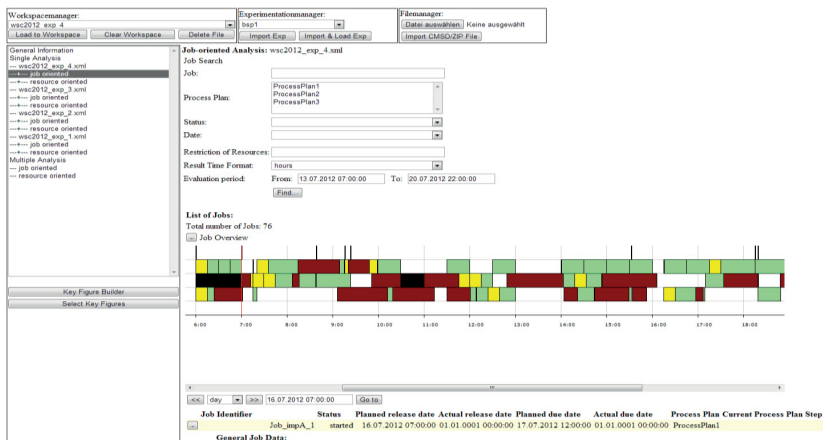 Workspacemanager:
wsc2012_exp_4
Load to Workspace Clear Workspace Delete File
Experimentationmanager:
bsp1
Import Exp Import & Load Exp
Filemanager:
Datei auswählen Keine ausgewählt
Import CMSD/ZIP File
General Information
Single Analysis
--- wsc2012_exp_4.xml
---+--- job oriented
---+--- resource oriented
--- wsc2012_exp_3.xml
---+--- job oriented
---+--- resource oriented
--- wsc2012_exp_2.xml
---+--- job oriented
---+--- resource oriented
--- wsc2012_exp_1.xml
---+--- job oriented
---+--- resource oriented
Multiple Analysis
--- job oriented
--- resource oriented
Key Figure Builder
Select Key Figures
Job-oriented Analysis: wsc2012_exp_4.xml
Job Search
Job:
Process Plan:
ProcessPlan1
ProcessPlan2
ProcessPlan3
Status:
Date:
Restriction of Resources:
Result Time Format: hours
Evaluation period: From: 13.07.2012 07:00:00 To: 20.07.2012 22:00:00
Find...
List of Jobs:
Total number of Jobs: 76
- Job Overview
6:00 7:00 8:00 9:00 10:00 11:00 12:00 13:00 14:00 15:00 16:00 17:00 18:00
<< day >> 16.07.2012 07:00:00 Go to
Job Identifier Status Planned release date Actual release date Planned due date Actual due date Process Plan Current Process Plan Step
- Job_impA_1 started 16.07.2012 07:00:00 01.01.0001 00:00:00 17.07.2012 12:00:00 01.01.0001 00:00:00 ProcessPlan1
General Job Data: